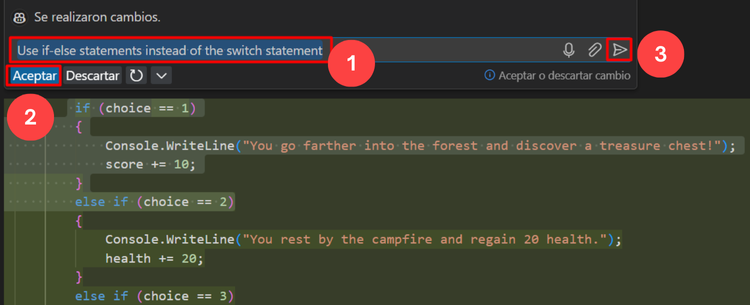 Se realizaron cambios.
Use if-else statements instead of the switch statement
1
3
Aceptar Descartar
Aceptar o descartar cambio
2
if (choice == 1)
{
Console.WriteLine("You go farther into the forest and discover a treasure chest!");
score += 10;
}
else if (choice == 2)
{
Console.WriteLine("You rest by the campfire and regain 20 health.");
health += 20;
}
else if (choice == 3)